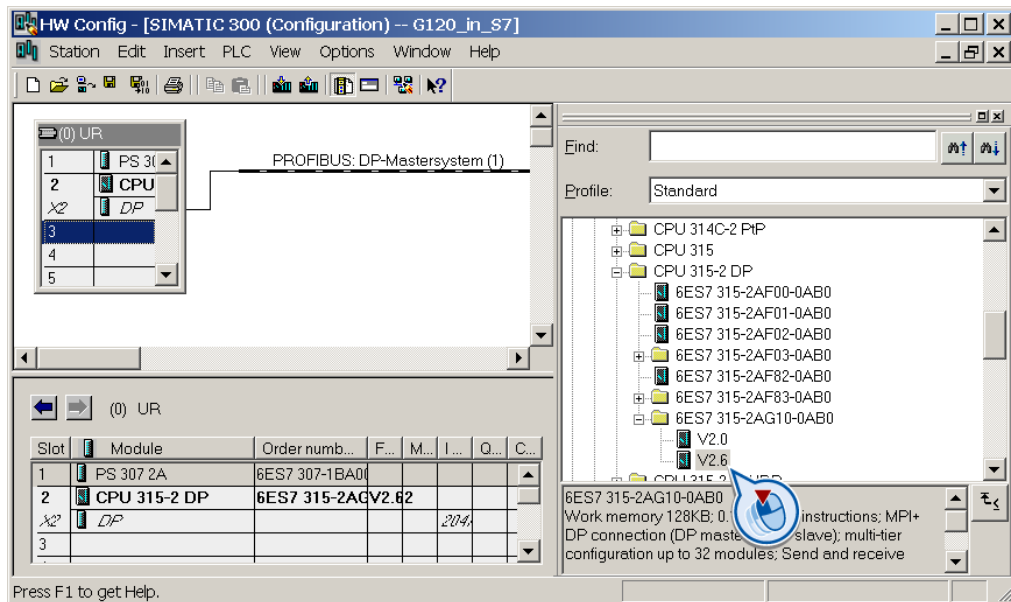 HW Config - [SIMATIC 300 (Configuration) -- G120_in_S7]
Station Edit Insert PLC View Options Window Help
(0) UR
1 PS 30
2 CPU
X2 DP
3
4
5
PROFIBUS: DP-Mastersystem (1)
Find:
Profile: Standard
CPU 314C-2 PtP
CPU 315
CPU 315-2 DP
6ES7 315-2AF00-0AB0
6ES7 315-2AF01-0AB0
6ES7 315-2AF02-0AB0
6ES7 315-2AF03-0AB0
6ES7 315-2AF82-0AB0
6ES7 315-2AF83-0AB0
6ES7 315-2AG10-0AB0
V2.0
V2.6
(0) UR
Slot Module Order numb... F... M... I... Q... C...
1 PS 307 2A 6ES7 307-1BA00
2 CPU 315-2 DP 6ES7 315-2AG V2.6 2
X2 DP 204
3
6ES7 315-2AG10-0AB0
Work memory 128KB; 0. instructions; MPI+
DP connection (DP maste slave); multi-tier
configuration up to 32 modules; Send and receive
Press F1 to get Help.